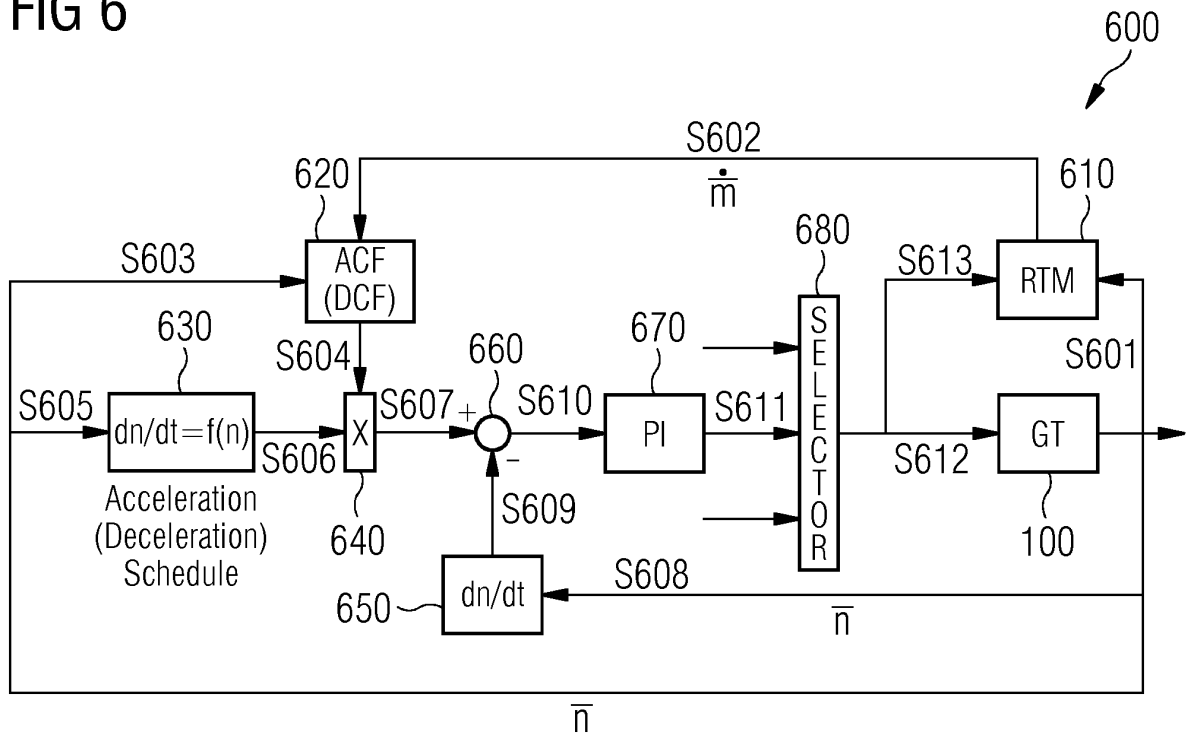 FIG 6
600
S602
ṁ̅
620
610
680
S603
ACF
(DCF)
S613
RTM
630
S604
660
670
S601
S605
dn/dt=f(n)
S606
X
S607
+
-
S610
PI
S611
SELECTOR
S612
GT
Acceleration
(Deceleration)
Schedule
640
S609
100
650
dn/dt
S608
n̅
n̅